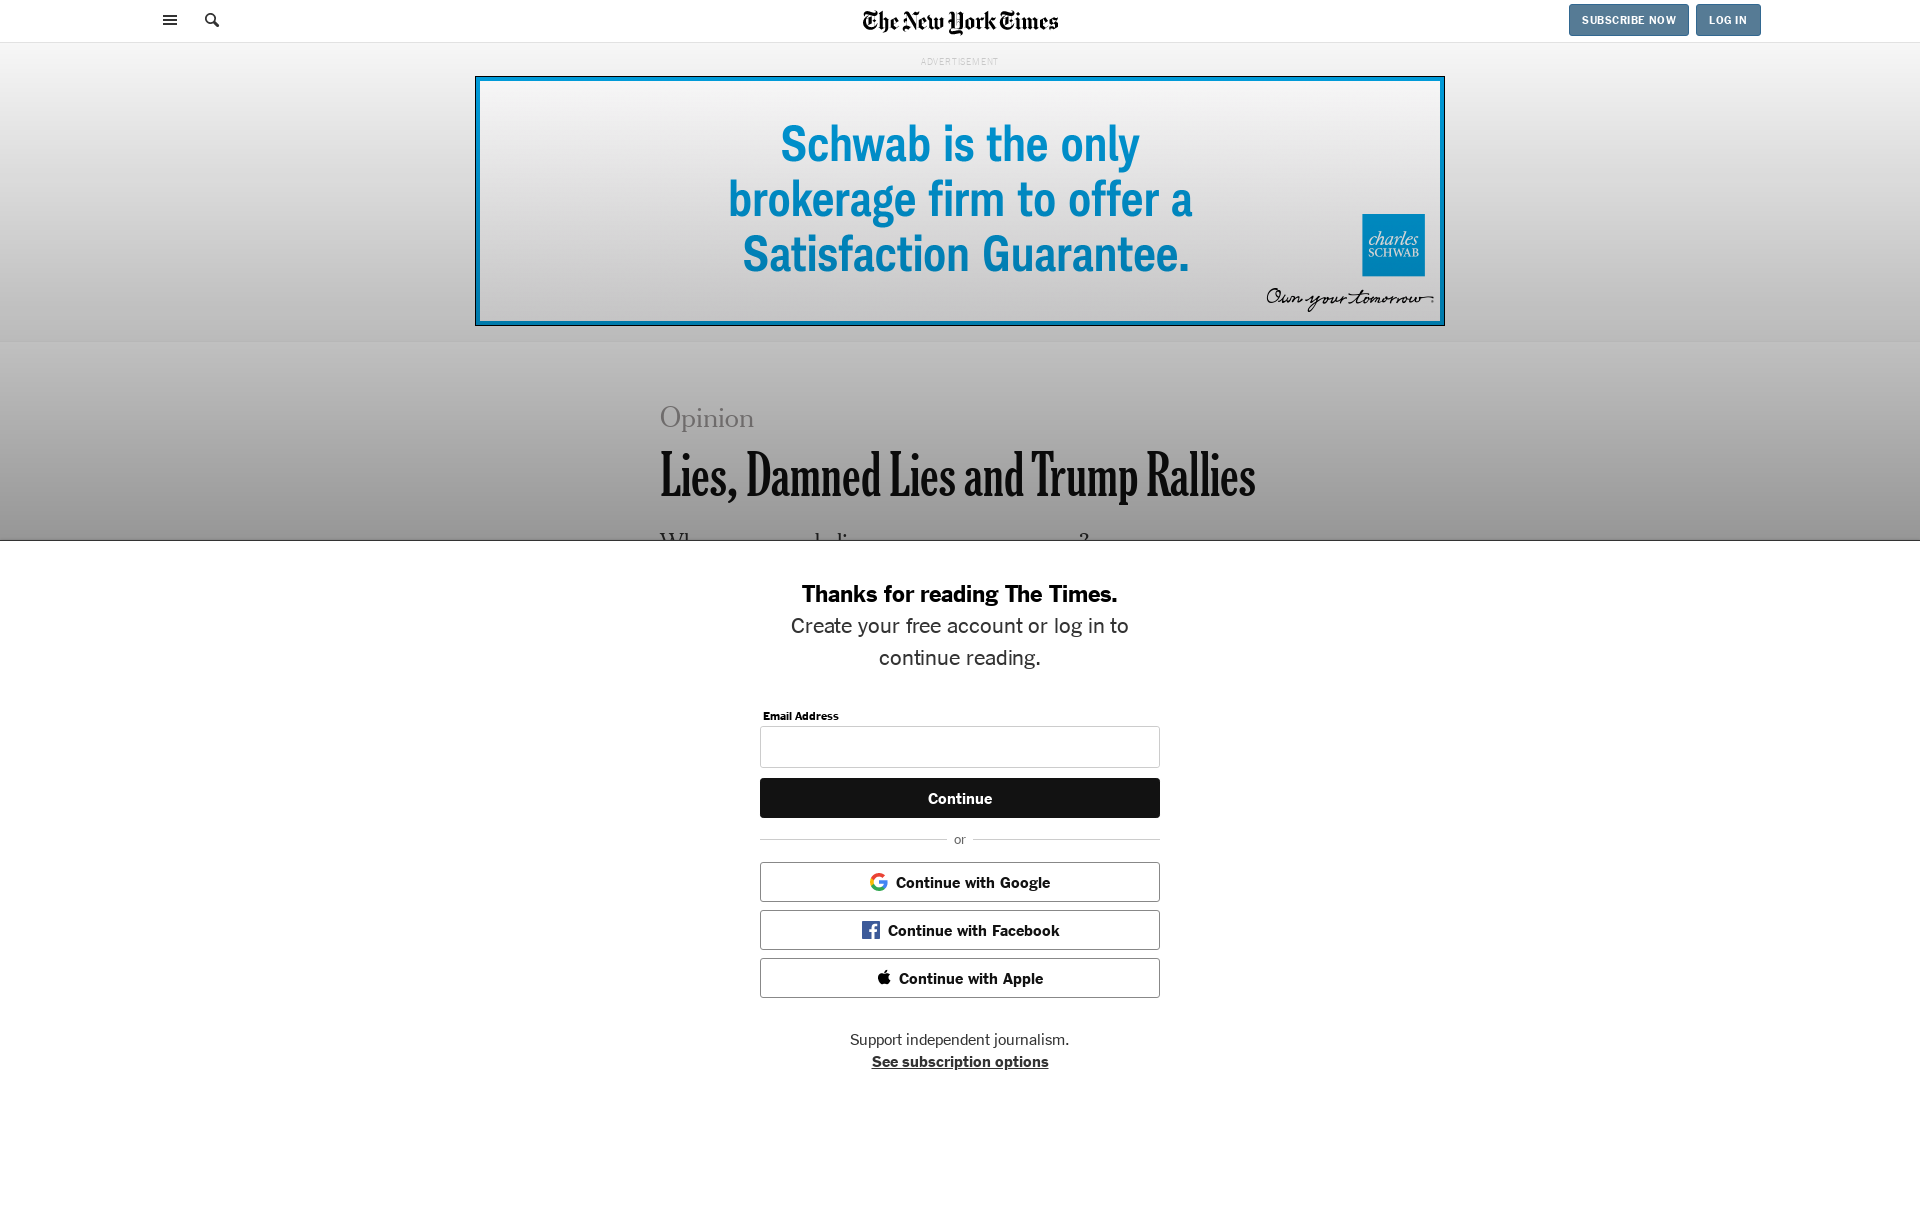 The New York Times
SUBSCRIBE NOW
LOG IN
ADVERTISEMENT
Schwab is the only
brokerage firm to offer a
Satisfaction Guarantee.
charles
SCHWAB
Own your tomorrow
Opinion
Lies, Damned Lies and Trump Rallies
Thanks for reading The Times.
Create your free account or log in to
continue reading.
Email Address
Continue
or
Continue with Google
Continue with Facebook
Continue with Apple
Support independent journalism.
See subscription options